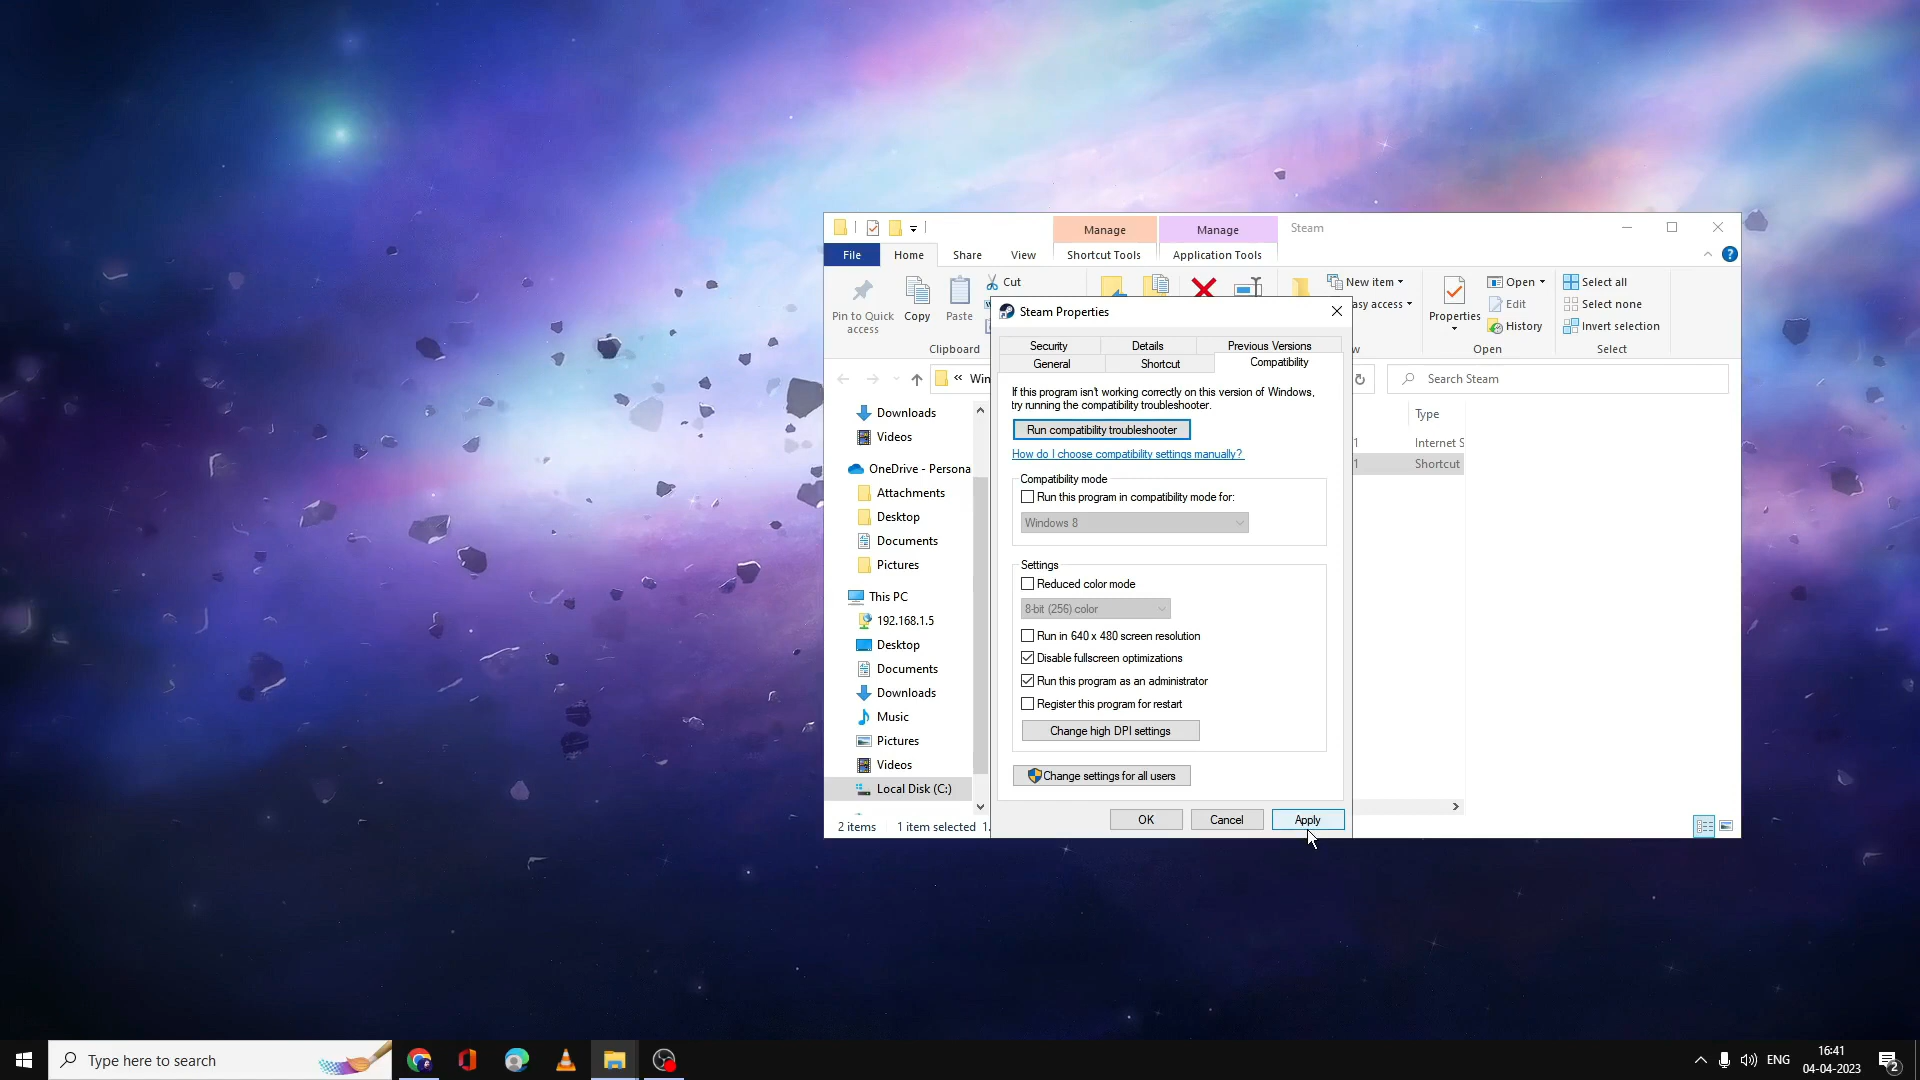 Manage
Manage
Steam
File
Home
Share
View
Shortcut Tools
Application Tools
Pin to Quick
access
Copy
Paste
Cut
New item
asy access
Properties
Open
Edit
History
Select all
Select none
Invert selection
Clipboard
w
Open
Select
« Win
Search Steam
Downloads
Videos
OneDrive - Persona
Attachments
Desktop
Documents
Pictures
This PC
192.168.1.5
Desktop
Documents
Downloads
Music
Pictures
Videos
Local Disk (C:)
2 items
1 item selected 1.
Type
1
Internet S
1
Shortcut
Steam Properties
Security
Details
Previous Versions
General
Shortcut
Compatibility
If this program isn't working correctly on this version of Windows,
try running the compatibility troubleshooter.
Run compatibility troubleshooter
How do I choose compatibility settings manually?
Compatibility mode
Run this program in compatibility mode for:
Windows 8
Settings
Reduced color mode
8-bit (256) color
Run in 640 x 480 screen resolution
Disable fullscreen optimizations
Run this program as an administrator
Register this program for restart
Change high DPI settings
Change settings for all users
OK
Cancel
Apply
Type here to search
ENG
16:41
04-04-2023
2